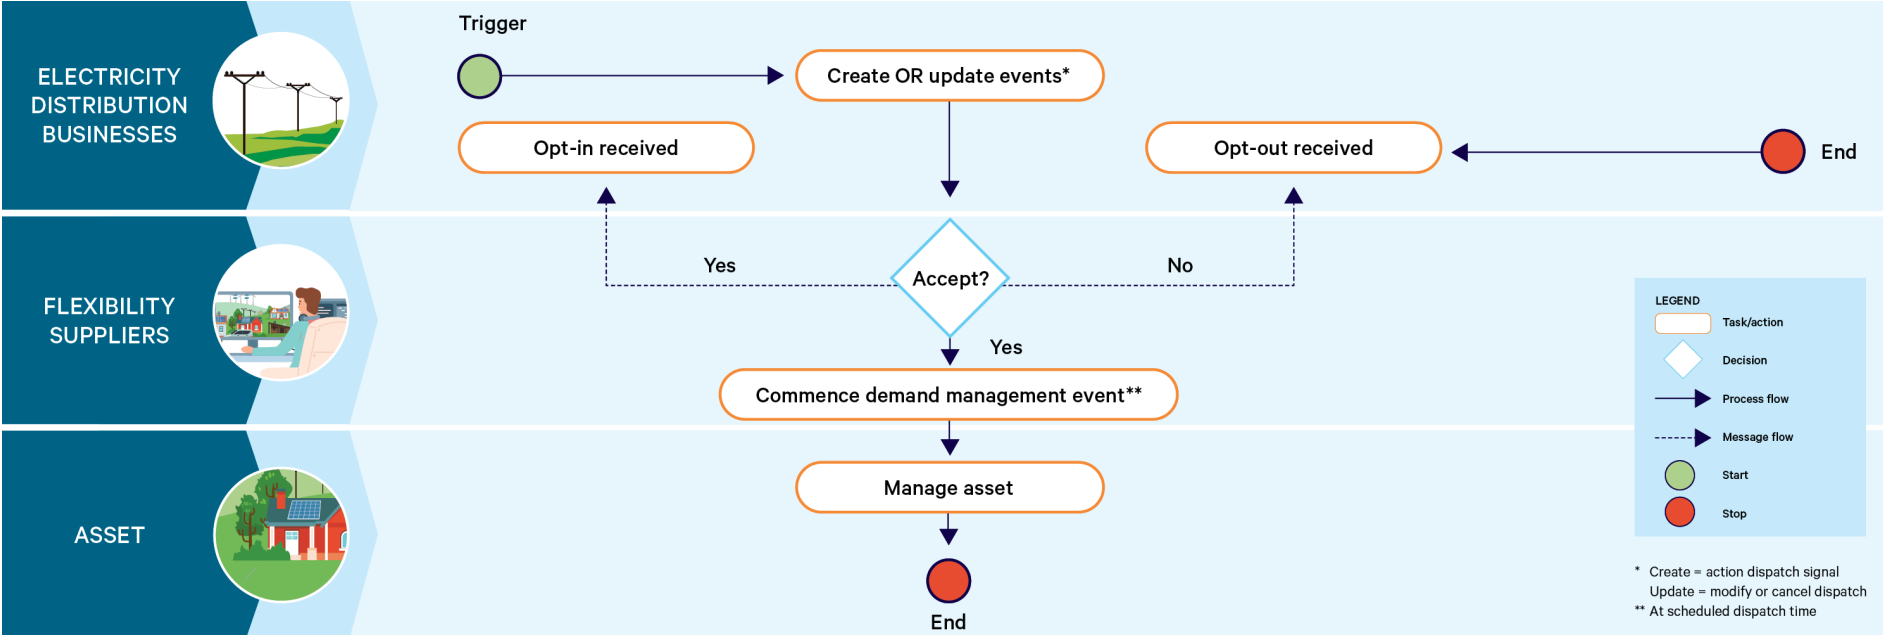 Trigger
ELECTRICITY
DISTRIBUTION
BUSINESSES
Create OR update events*
Opt-in received
Opt-out received
End
FLEXIBILITY
SUPPLIERS
Yes
Accept?
No
Yes
Commence demand management event**
ASSET
Manage asset
End
LEGEND
Task/action
Decision
Process flow
Message flow
Start
Stop
* Create = action dispatch signal
Update = modify or cancel dispatch
** At scheduled dispatch time